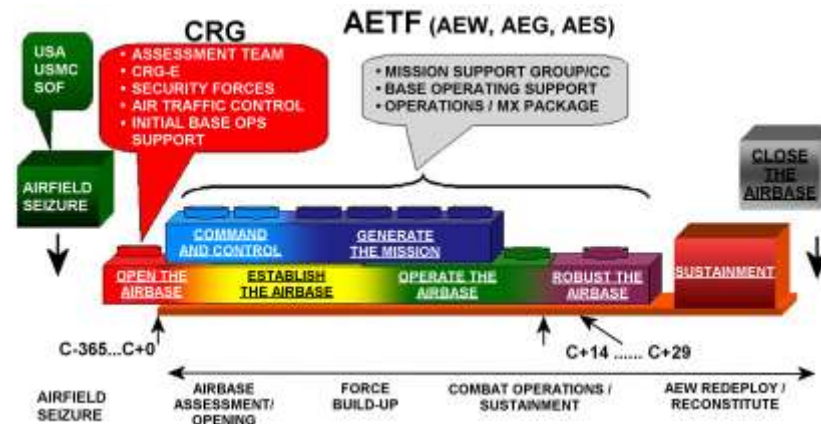 CRG
AETF (AEW, AEG, AES)
USA
USMC
SOF
• ASSESSMENT TEAM
• CRG-E
• SECURITY FORCES
• AIR TRAFFIC CONTROL
• INITIAL BASE OPS
SUPPORT
• MISSION SUPPORT GROUP/CC
• BASE OPERATING SUPPORT
• OPERATIONS / MX PACKAGE
AIRFIELD
SEIZURE
CLOSE
THE
AIRBASE
COMMAND
AND CONTROL
GENERATE
THE MISSION
OPEN THE
AIRBASE
ESTABLISH
THE AIRBASE
OPERATE THE
AIRBASE
ROBUST THE
AIRBASE
SUSTAINMENT
C-365...C+0
C+14 ...... C+29
AIRFIELD
SEIZURE
AIRBASE
ASSESSMENT/
OPENING
FORCE
BUILD-UP
COMBAT OPERATIONS /
SUSTAINMENT
AEW REDEPLOY /
RECONSTITUTE